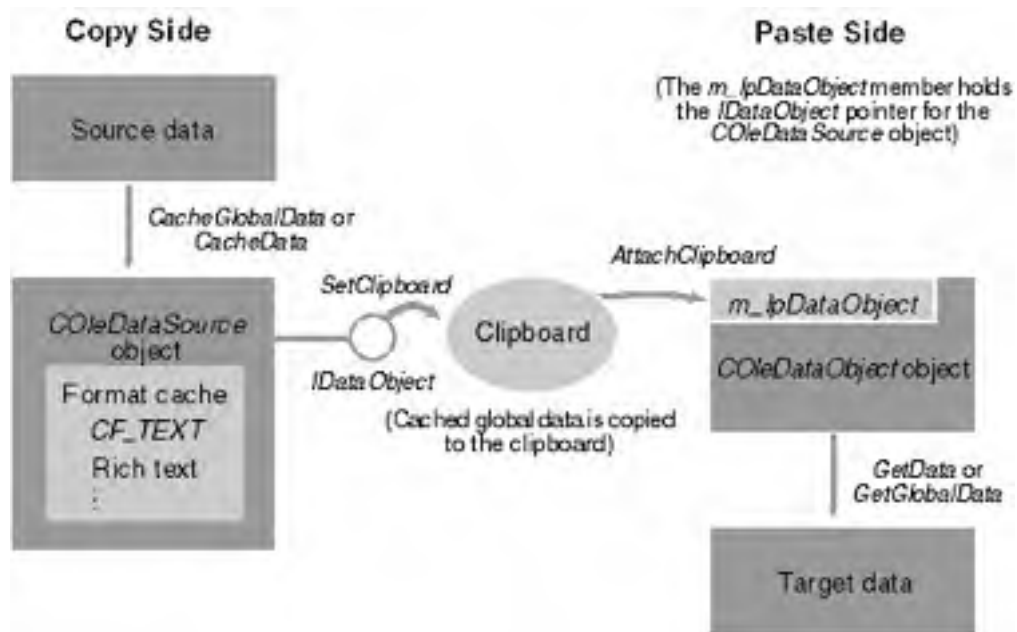 Copy Side
Source data
CacheGlobalData or
CacheData
COleDataSource
object
Format cache
CF_TEXT
Rich text
⋮
SetClipboard
IDataObject
Clipboard
(Cached global data is copied
to the clipboard)
Paste Side
(The m_lpDataObject member holds
the IDataObject pointer for the
COleDataSource object)
AttachClipboard
m_lpDataObject
COleDataObject object
GetData or
GetGlobalData
Target data